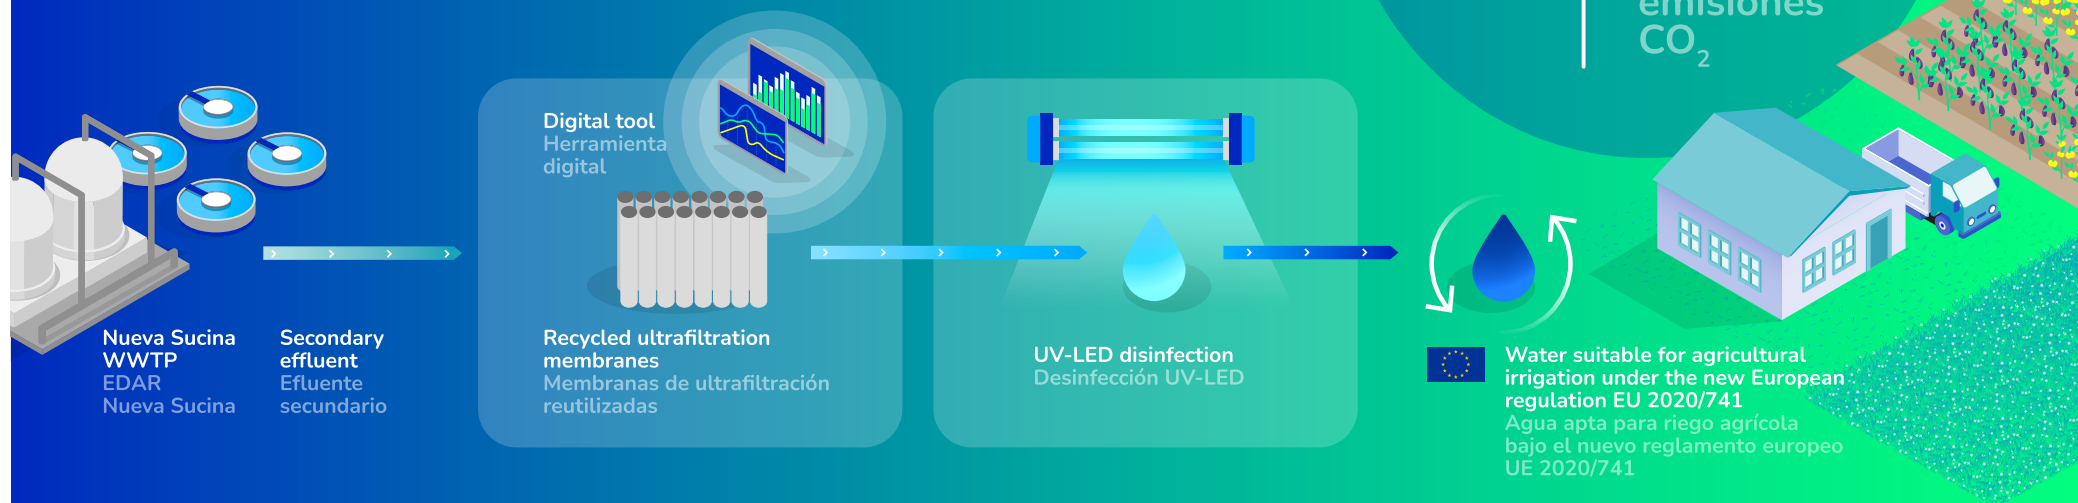 emisiones
CO₂
Digital tool
Herramienta
digital
Nueva Sucina
WWTP
EDAR
Nueva Sucina
Secondary
effluent
Efluente
secundario
Recycled ultrafiltration
membranes
Membranas de ultrafiltración
reutilizadas
UV-LED disinfection
Desinfección UV-LED
Water suitable for agricultural
irrigation under the new European
regulation EU 2020/741
Agua apta para riego agrícola
bajo el nuevo reglamento europeo
UE 2020/741